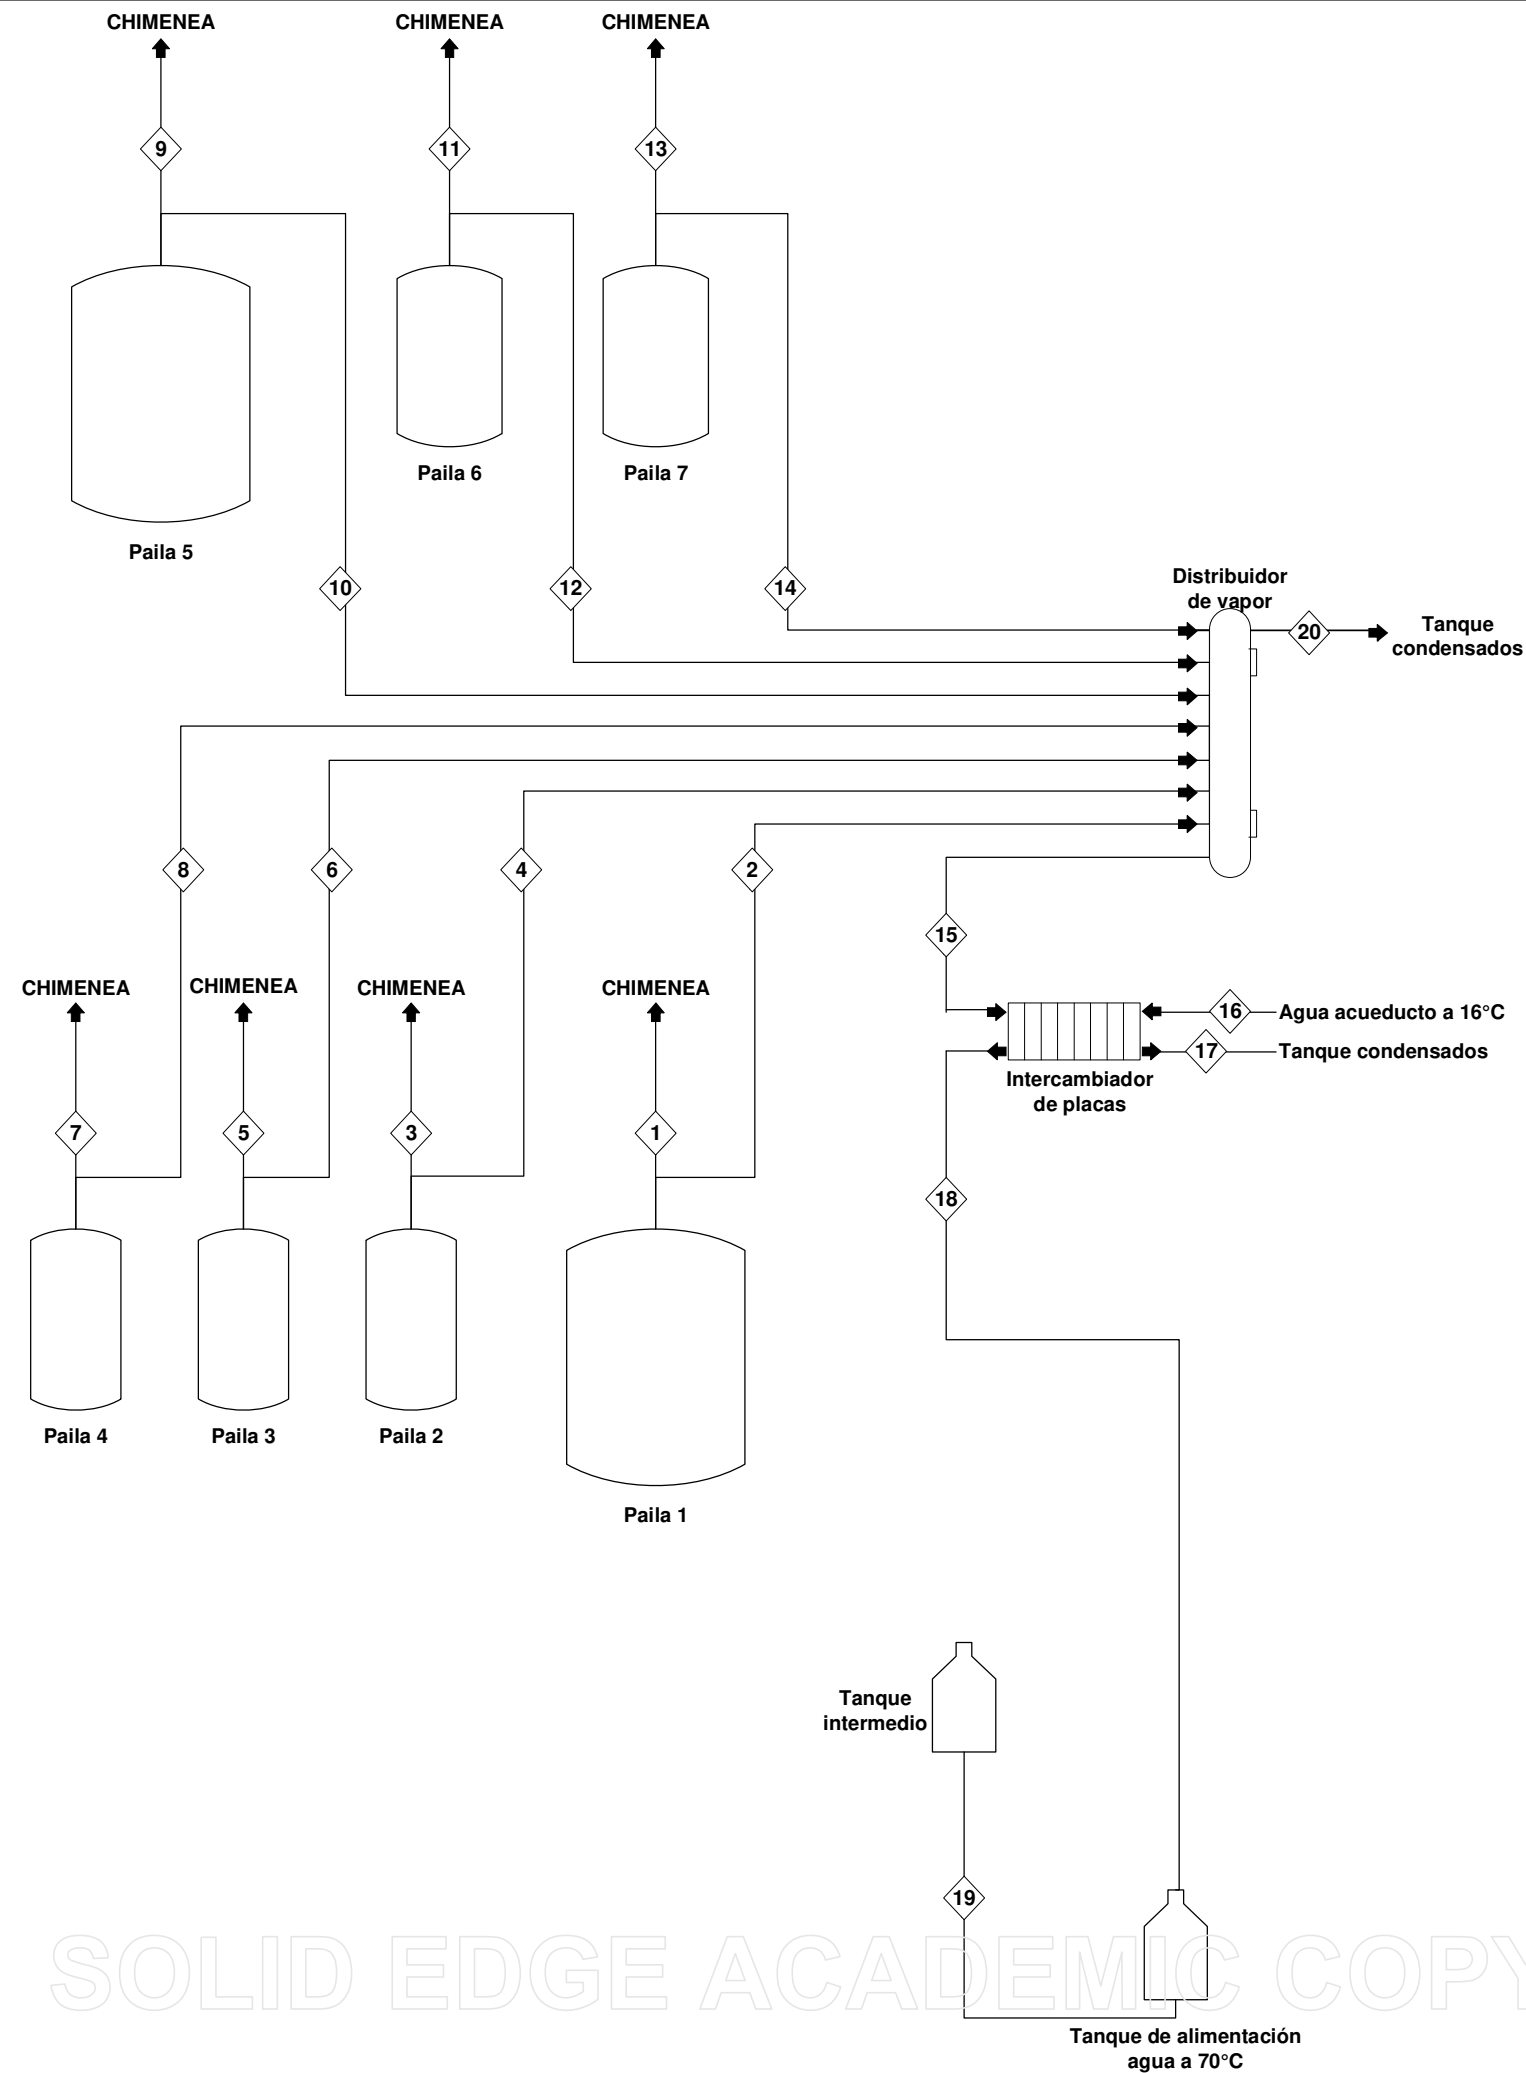 CHIMENEA
CHIMENEA
CHIMENEA
9
11
13
Paila 6
Paila 7
Paila 5
10
12
14
Distribuidor
de vapor
20
Tanque
condensados
8
6
4
2
15
CHIMENEA
CHIMENEA
CHIMENEA
CHIMENEA
16
Agua acueducto a 16°C
17
Tanque condensados
Intercambiador
de placas
7
5
3
1
18
Paila 4
Paila 3
Paila 2
Paila 1
Tanque
intermedio
19
SOLID EDGE ACADEMIC COPY
Tanque de alimentación
agua a 70°C